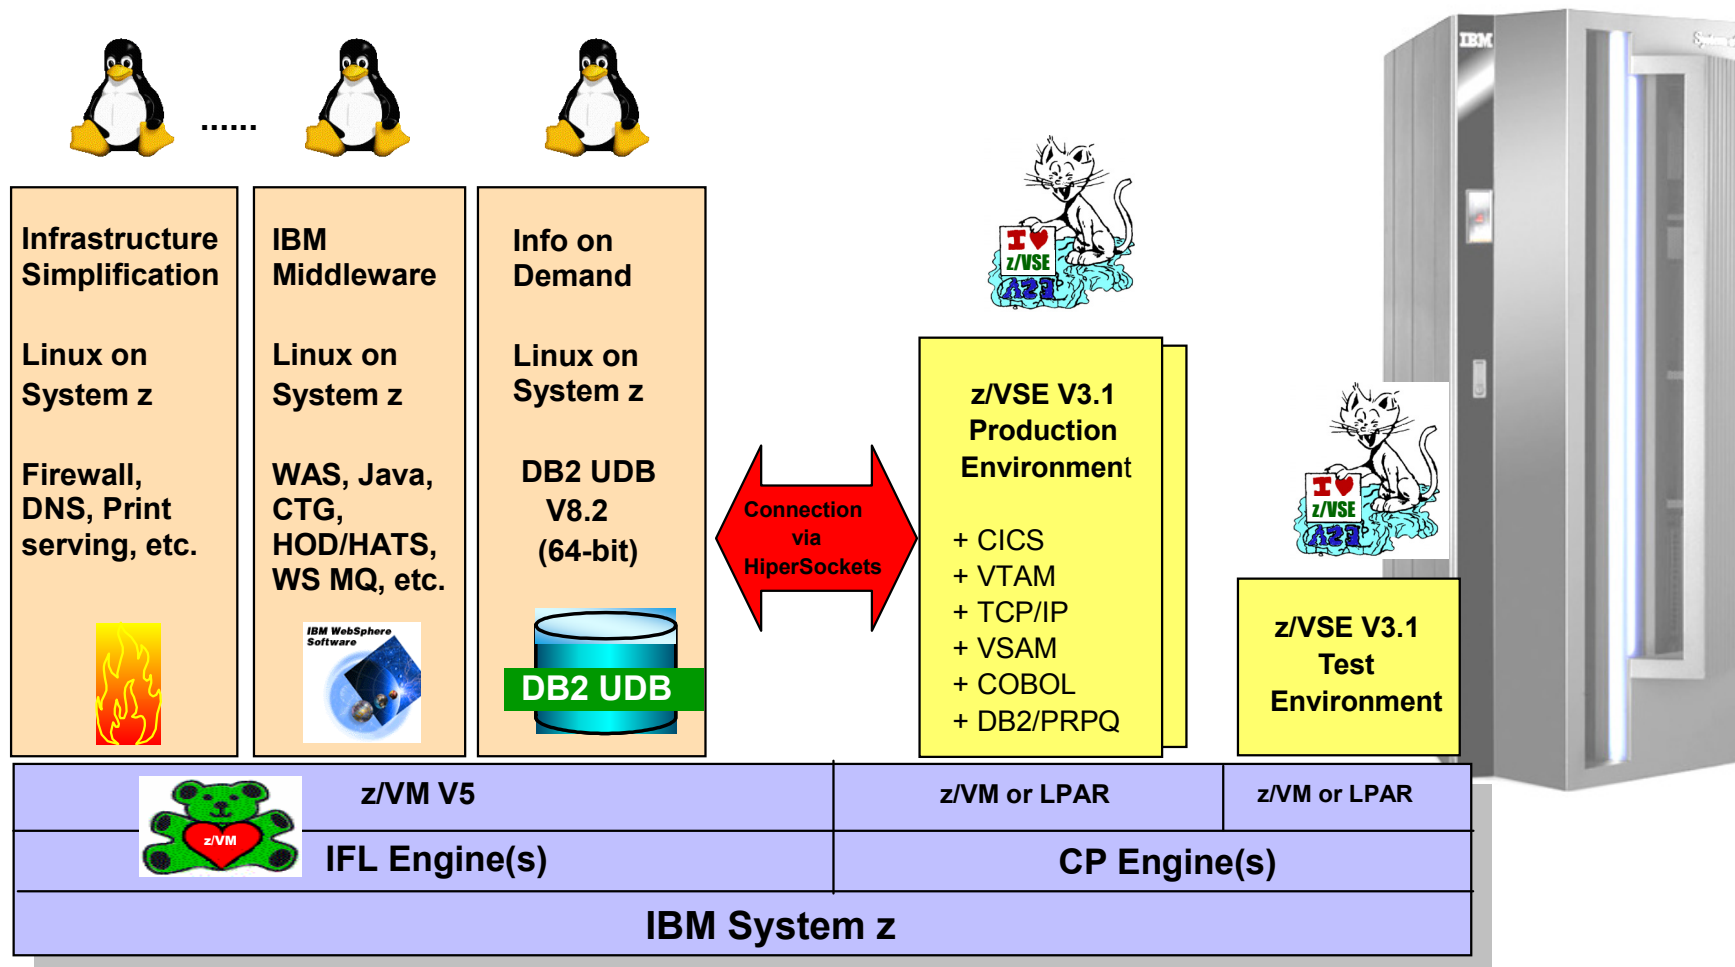 IBM
......
Infrastructure
Simplification
Linux on
System z
Firewall,
DNS, Print
serving, etc.
IBM
Middleware
Linux on
System z
WAS, Java,
CTG,
HOD/HATS,
WS MQ, etc.
IBM WebSphere
Software
Info on
Demand
Linux on
System z
DB2 UDB
V8.2
(64-bit)
DB2 UDB
Connection
via
HiperSockets
I ♥
z/VSE
z/VSE V3.1
Production
Environment
+ CICS
+ VTAM
+ TCP/IP
+ VSAM
+ COBOL
+ DB2/PRPQ
I ♥
z/VSE
z/VSE V3.1
Test
Environment
z/VM V5
z/VM or LPAR
z/VM or LPAR
z/VM
IFL Engine(s)
CP Engine(s)
IBM System z